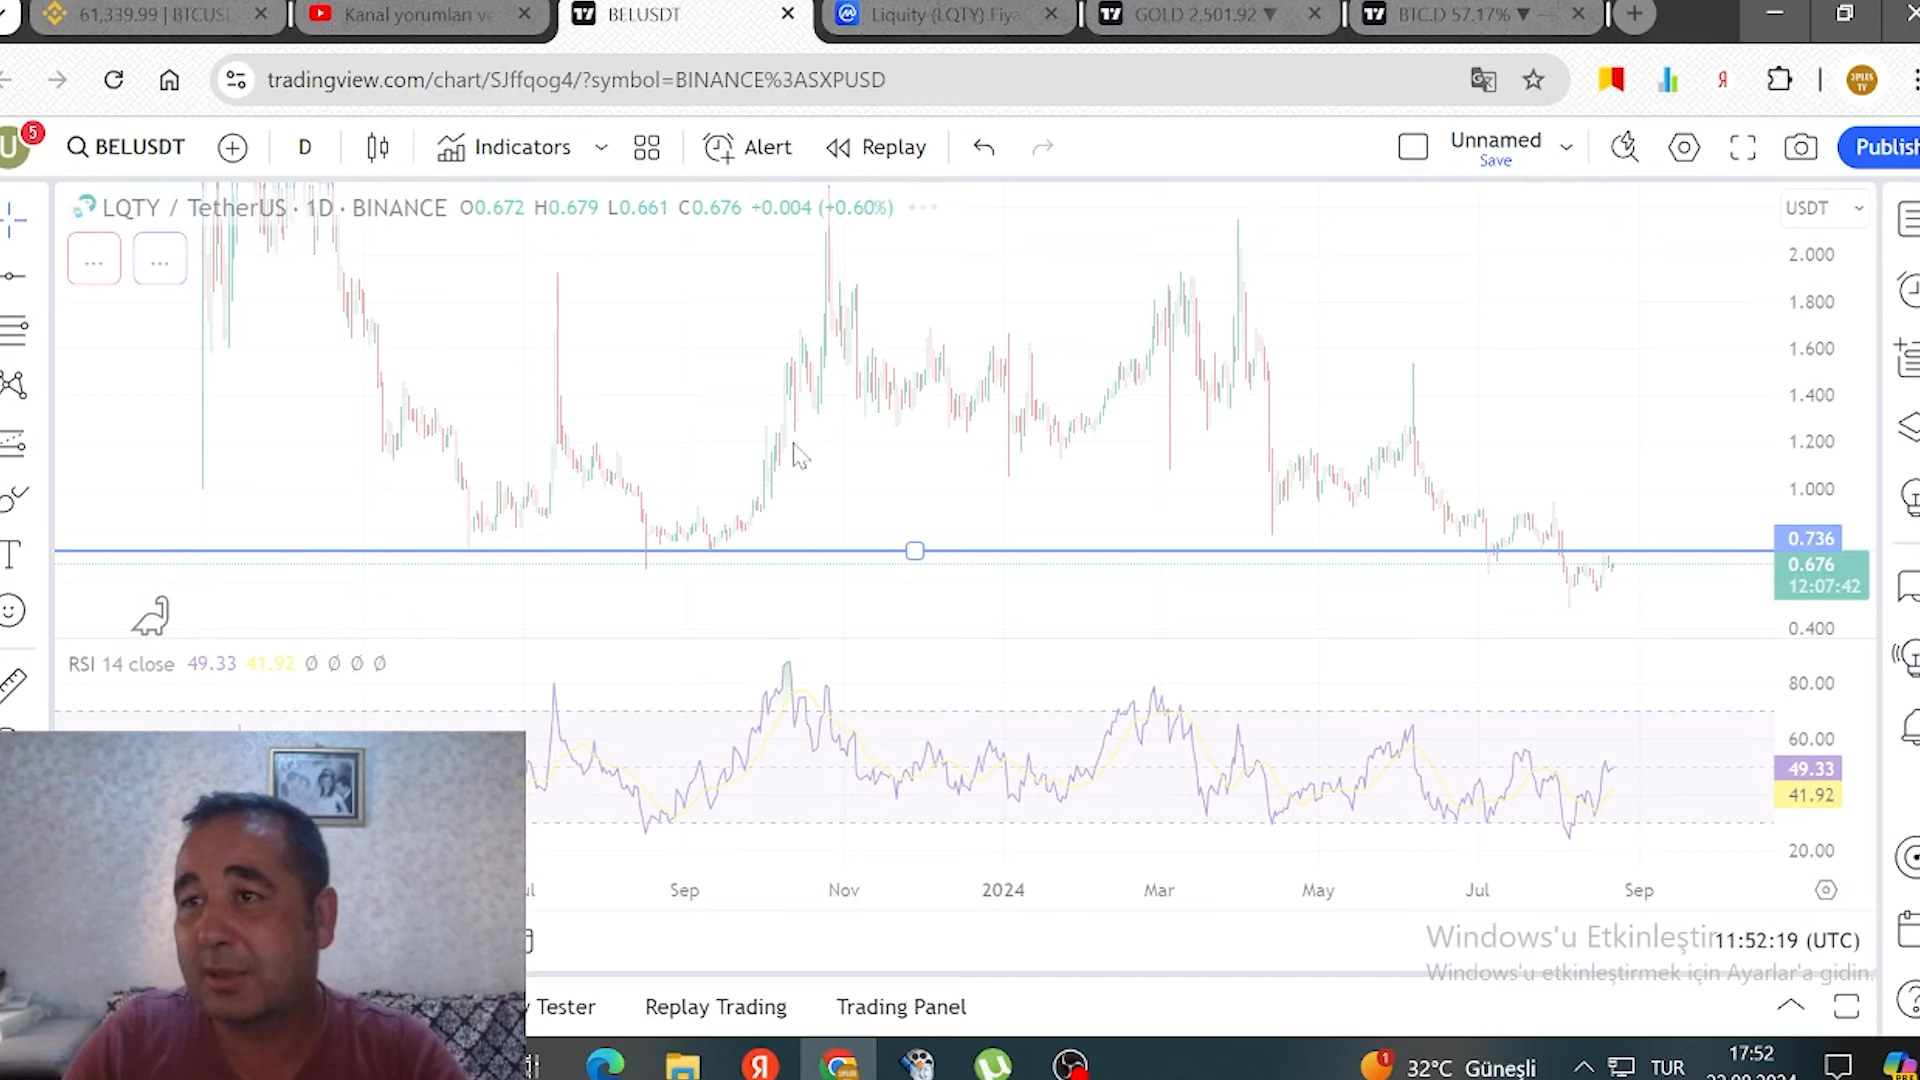 61,339.99 | BTCUS
Kanal yorumları ve
BELUSDT
Liquity (LQTY) Fiya
GOLD 2,501.92 ▼
BTC.D 57.17% ▼
tradingview.com/chart/SJffqog4/?symbol=BINANCE%3ASXPUSD
5
U
BELUSDT
D
Indicators
Alert
Replay
Unnamed
Save
Publish
LQTY / TetherUS · 1D · BINANCE O0.672 H0.679 L0.661 C0.676 +0.004 (+0.60%)
USDT
2.000
1.800
1.600
1.400
1.200
1.000
0.736
0.676
12:07:42
0.400
RSI 14 close 49.33 41.92 Ø Ø Ø Ø
80.00
60.00
49.33
41.92
20.00
ul
Sep
Nov
2024
Mar
May
Jul
Sep
Windows'u Etkinleştir
11:52:19 (UTC)
Windows'u etkinleştirmek için Ayarlar'a gidin.
y Tester
Replay Trading
Trading Panel
1
32°C Güneşli
TUR
17:52